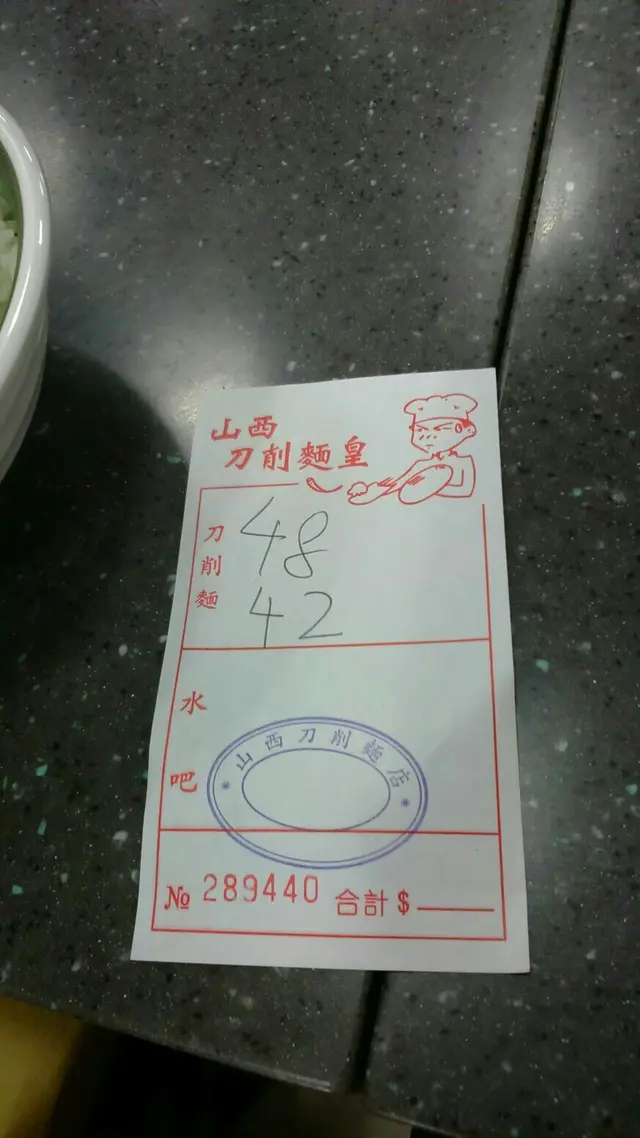 山西
刀削麵皇
刀削麵
48
42
水吧
山西刀削麵店
№ 289440 合計 $